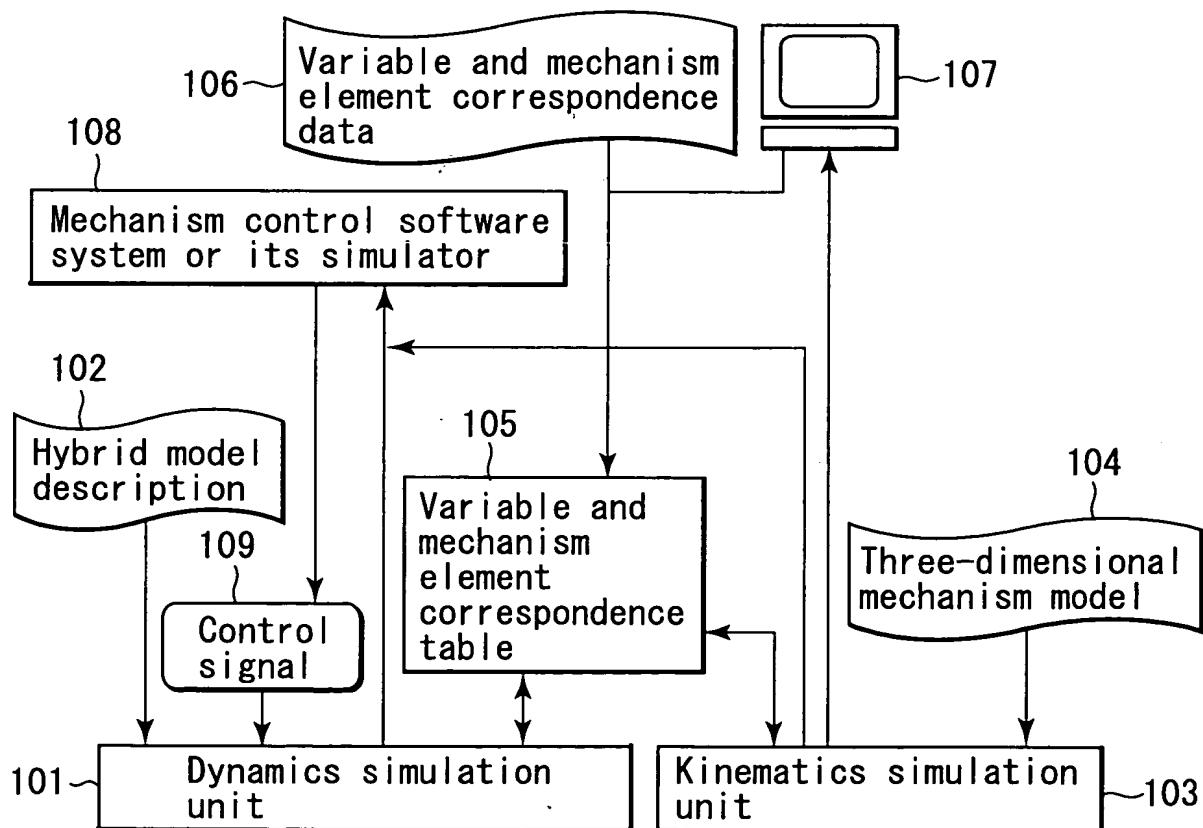 106
Variable and mechanism
element correspondence
data
107
108
Mechanism control software
system or its simulator
102
Hybrid model
description
105
Variable and
mechanism
element
correspondence
table
104
Three-dimensional
mechanism model
109
Control
signal
101
Dynamics simulation
unit
Kinematics simulation
unit
103